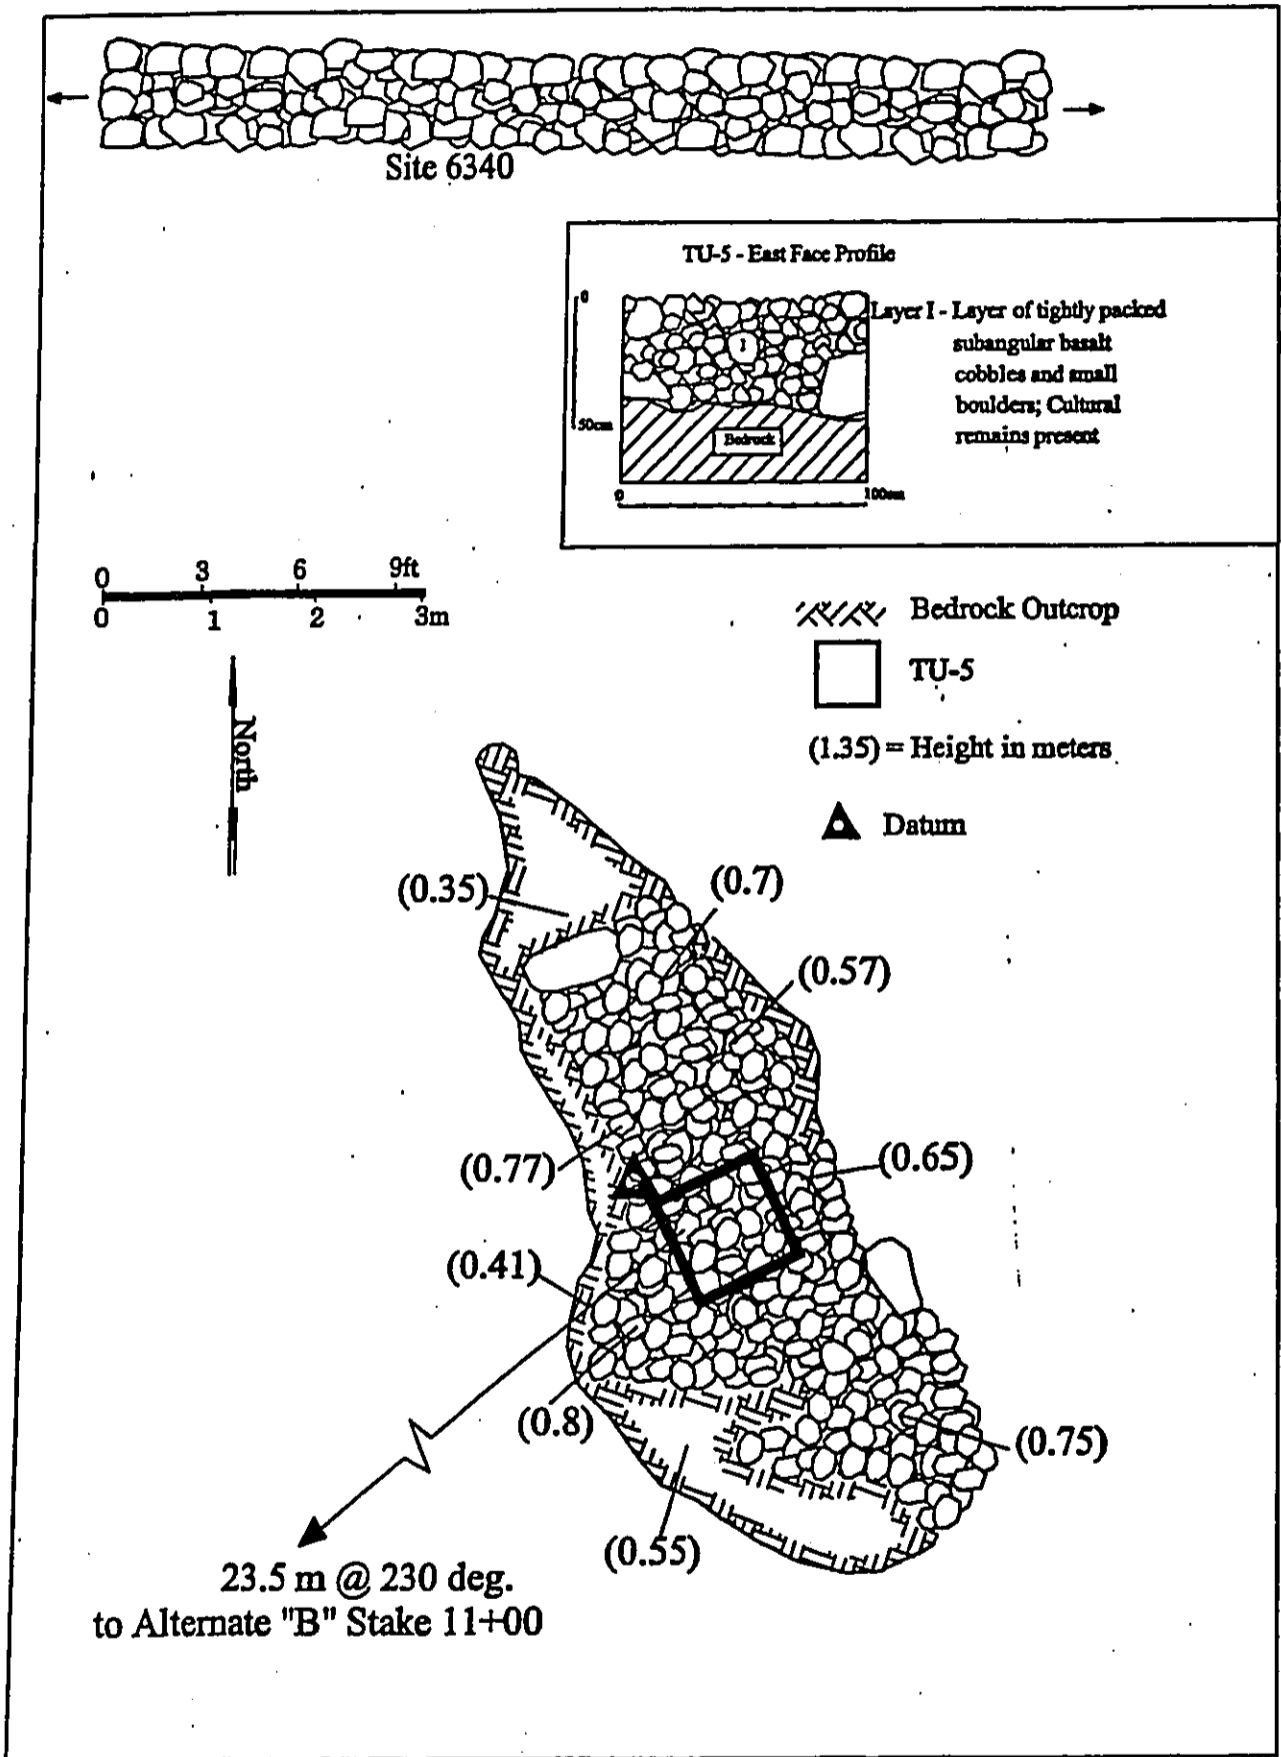 Site 6340
TU-5 - East Face Profile
0
50cm
I
Bedrock
0
100cm
Layer I - Layer of tightly packed
subangular basalt
cobbles and small
boulders; Cultural
remains present
0 3 6 9ft
0 1 2 3m
North
Bedrock Outcrop
TU-5
(1.35) = Height in meters
Datum
(0.35)
(0.7)
(0.57)
(0.77)
(0.65)
(0.41)
(0.8)
(0.75)
(0.55)
23.5 m @ 230 deg.
to Alternate "B" Stake 11+00